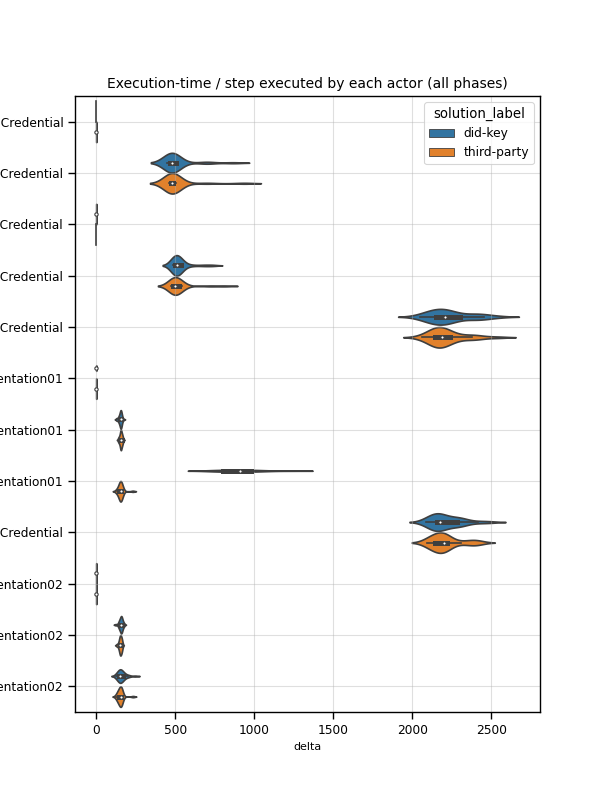 Execution-time / step executed by each actor (all phases)
solution_label
did-key
third-party
Credential
Credential
Credential
Credential
Credential
entation01
entation01
entation01
Credential
entation02
entation02
entation02
0 500 1000 1500 2000 2500
delta